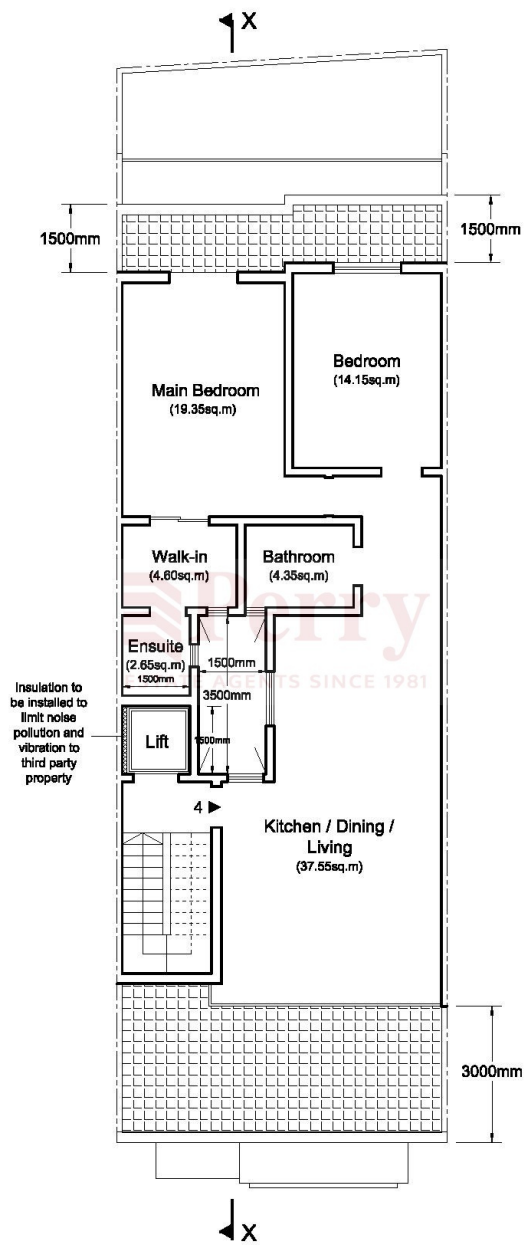 X
1500mm
1500mm
Bedroom
(14.15sq.m)
Main Bedroom
(19.35sq.m)
Walk-in
(4.60sq.m)
Bathroom
(4.35sq.m)
Perry
ESTATE AGENTS SINCE 1981
Ensuite
(2.65sq.m)
1500mm
1500mm
3500mm
1500mm
Insulation to
be installed to
limit noise
pollution and
vibration to
third party
property
Lift
4
Kitchen / Dining /
Living
(37.55sq.m)
3000mm
X